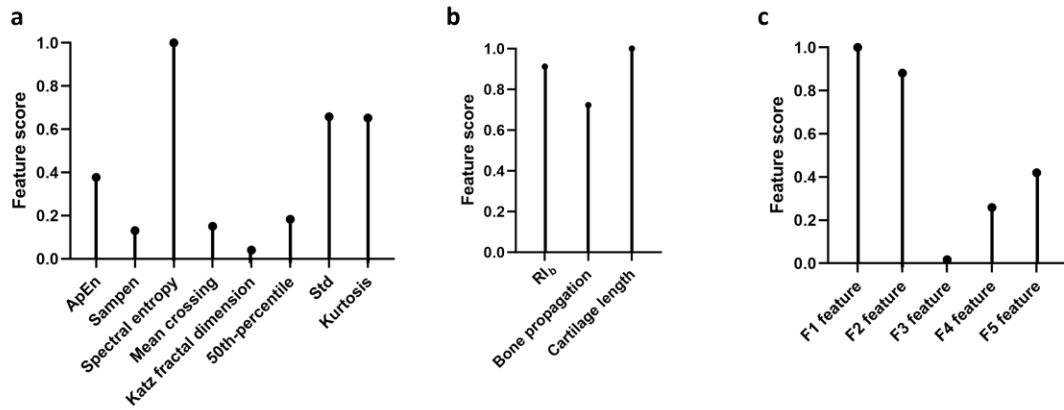 a
Feature score
1.0
0.8
0.6
0.4
0.2
0.0
ApEn
Sampen
Spectral entropy
Mean crossing
Katz fractal dimension
50th-percentile
Std
Kurtosis
b
Feature score
1.0
0.8
0.6
0.4
0.2
0.0
RIb
Bone propagation
Cartilage length
c
Feature score
1.0
0.8
0.6
0.4
0.2
0.0
F1 feature
F2 feature
F3 feature
F4 feature
F5 feature